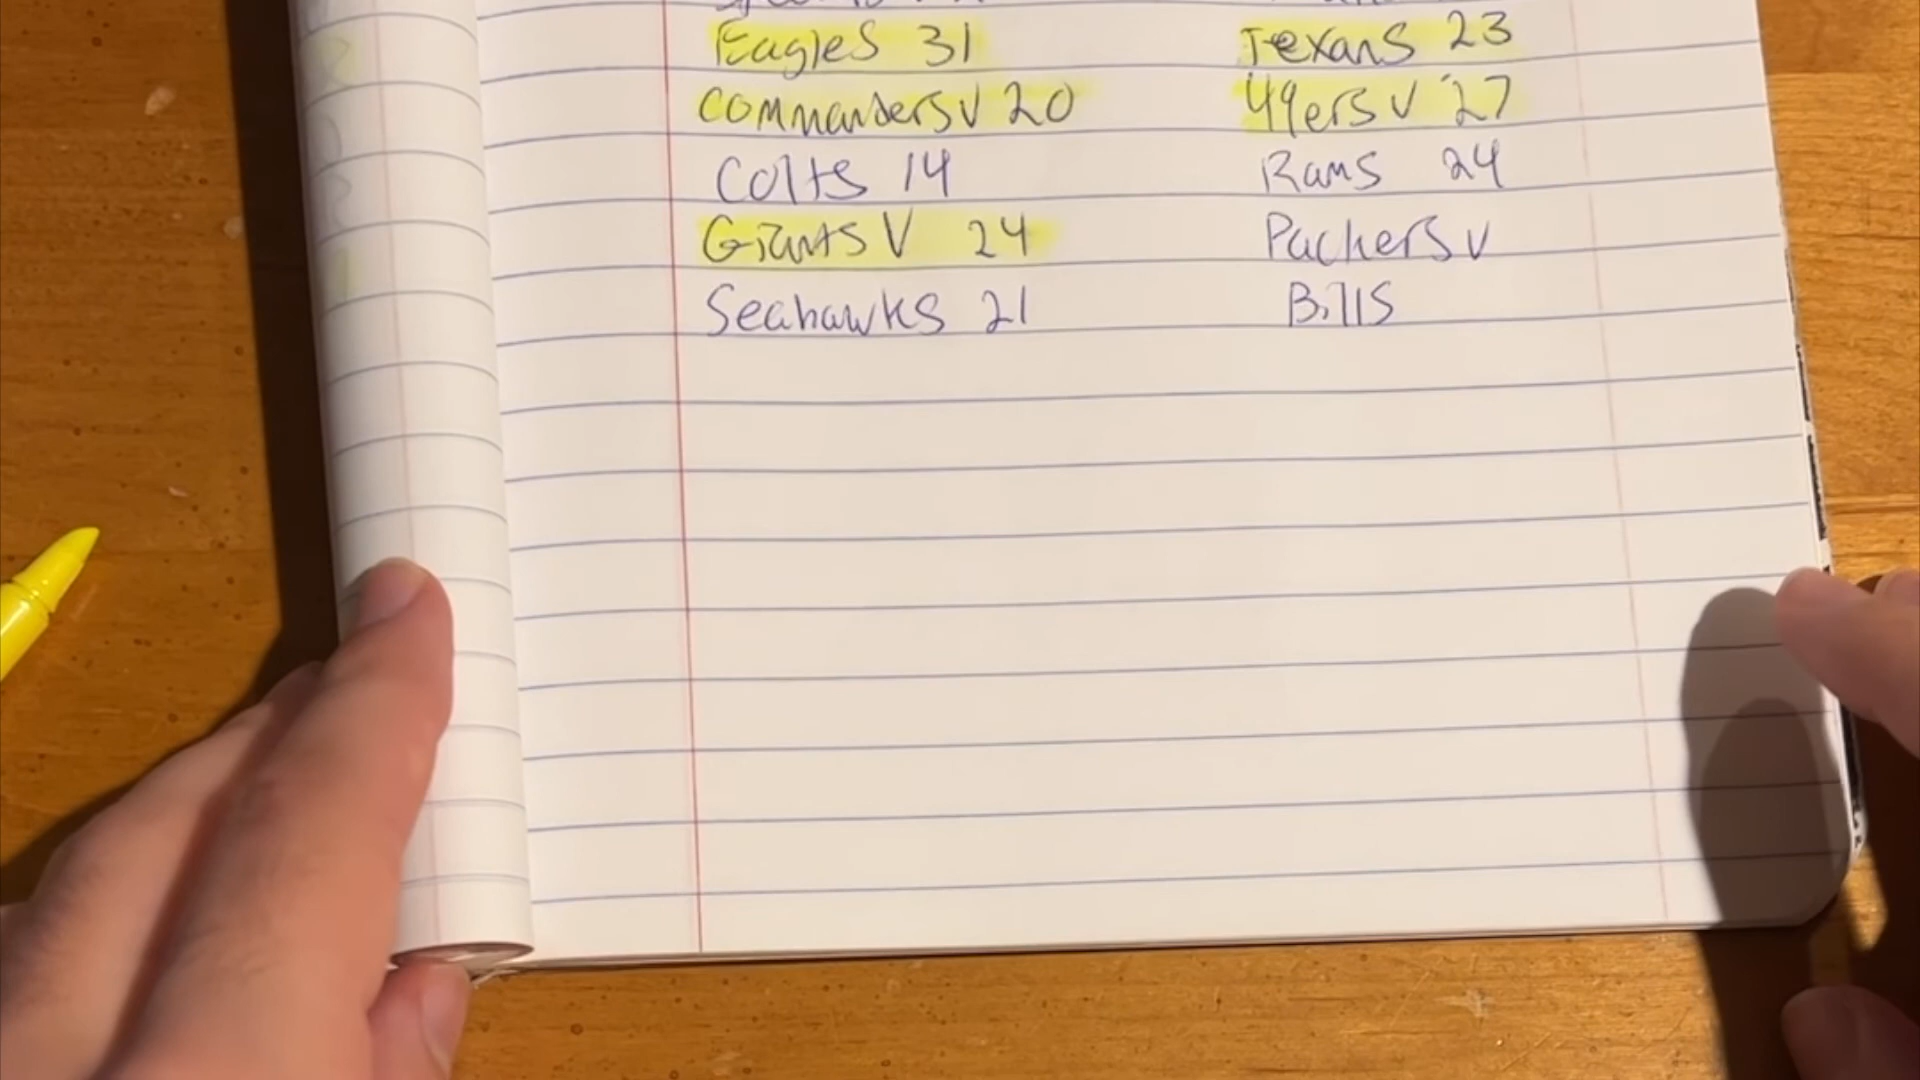 Eagles 31 Texans 23
Commanders v 20 49ers v 27
Colts 14 Rams 24
Giants v 24 Packers v
Seahawks 21 Bills